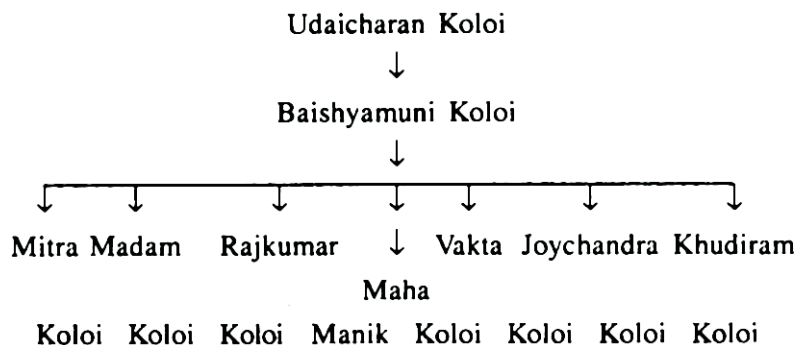 Udaicharan Koloi
Baishyamuni Koloi
Mitra Madam Rajkumar Vakta Joychandra Khudiram
Maha
Koloi Koloi Koloi Manik Koloi Koloi Koloi Koloi